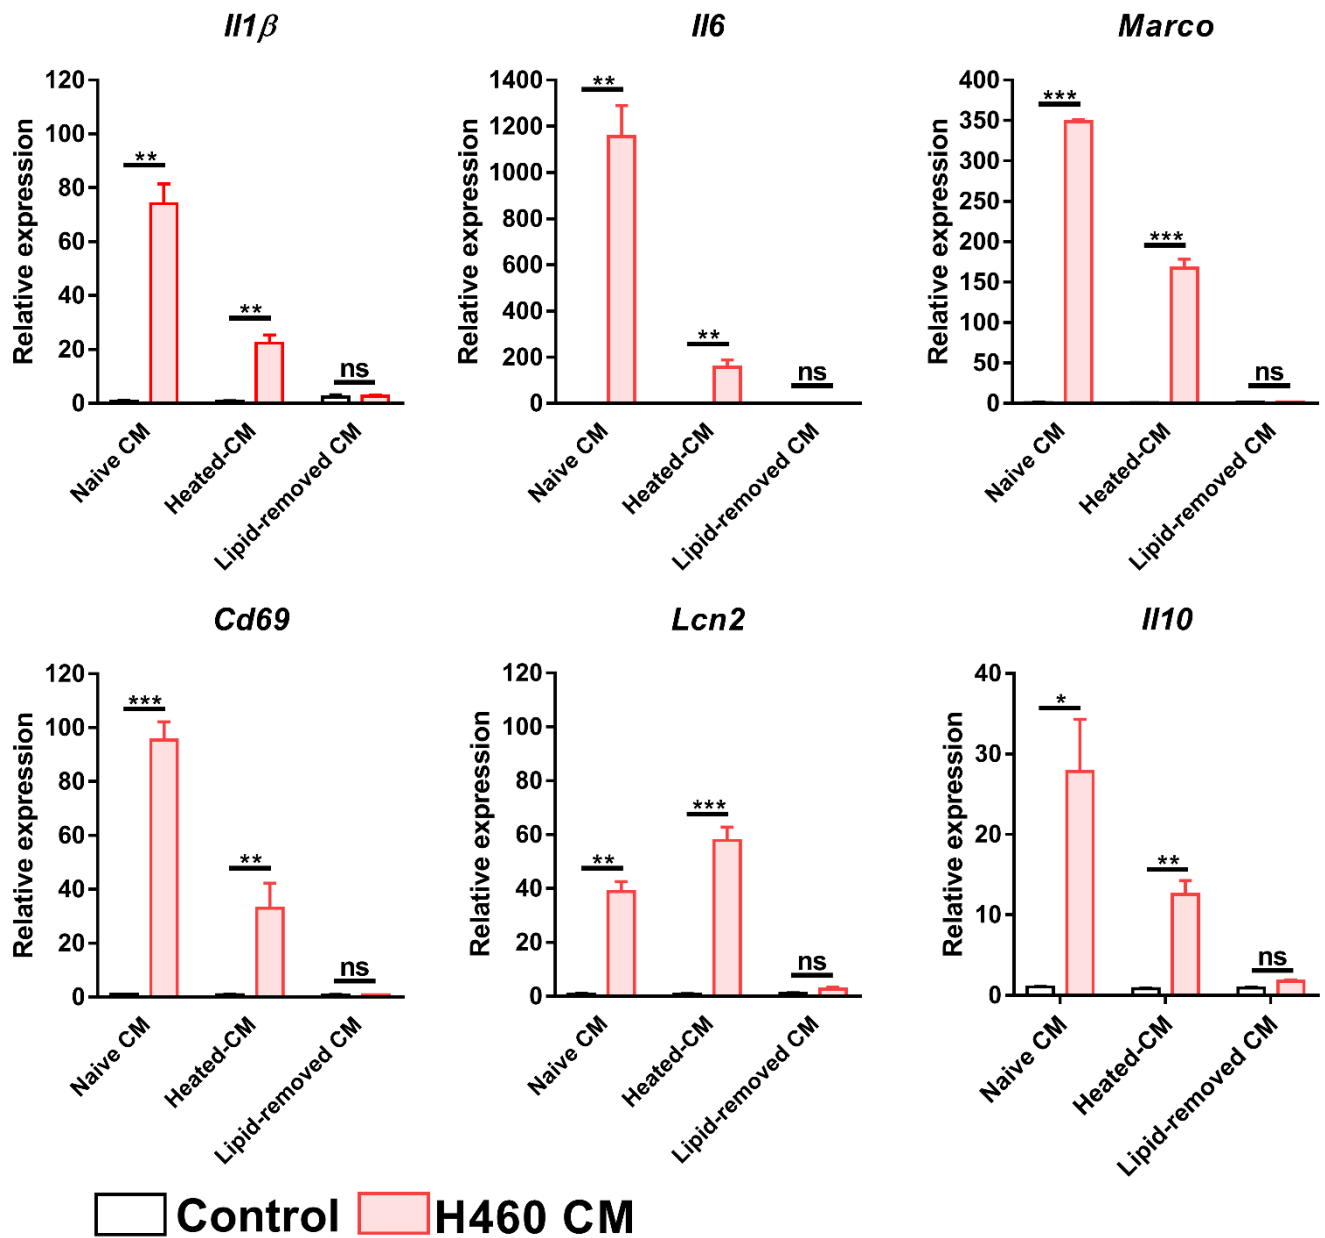 Il1β
Relative expression
120
100
80
60
40
20
0
**
**
ns
Naive CM
Heated-CM
Lipid-removed CM
Il6
Relative expression
1400
1200
1000
800
600
400
200
0
**
**
ns
Naive CM
Heated-CM
Lipid-removed CM
Marco
Relative expression
400
350
300
250
200
150
100
50
0
***
***
ns
Naive CM
Heated-CM
Lipid-removed CM
Cd69
Relative expression
120
100
80
60
40
20
0
***
**
ns
Naive CM
Heated-CM
Lipid-removed CM
Lcn2
Relative expression
120
100
80
60
40
20
0
**
***
ns
Naive CM
Heated-CM
Lipid-removed CM
Il10
Relative expression
40
30
20
10
0
*
**
ns
Naive CM
Heated-CM
Lipid-removed CM
Control
H460 CM